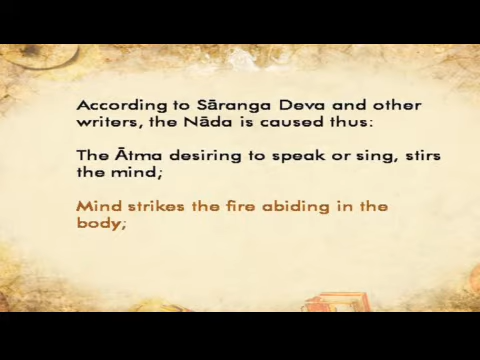 According to Sāranga Deva and other
writers, the Nāda is caused thus:
The Ātma desiring to speak or sing, stirs
the mind;
Mind strikes the fire abiding in the
body;